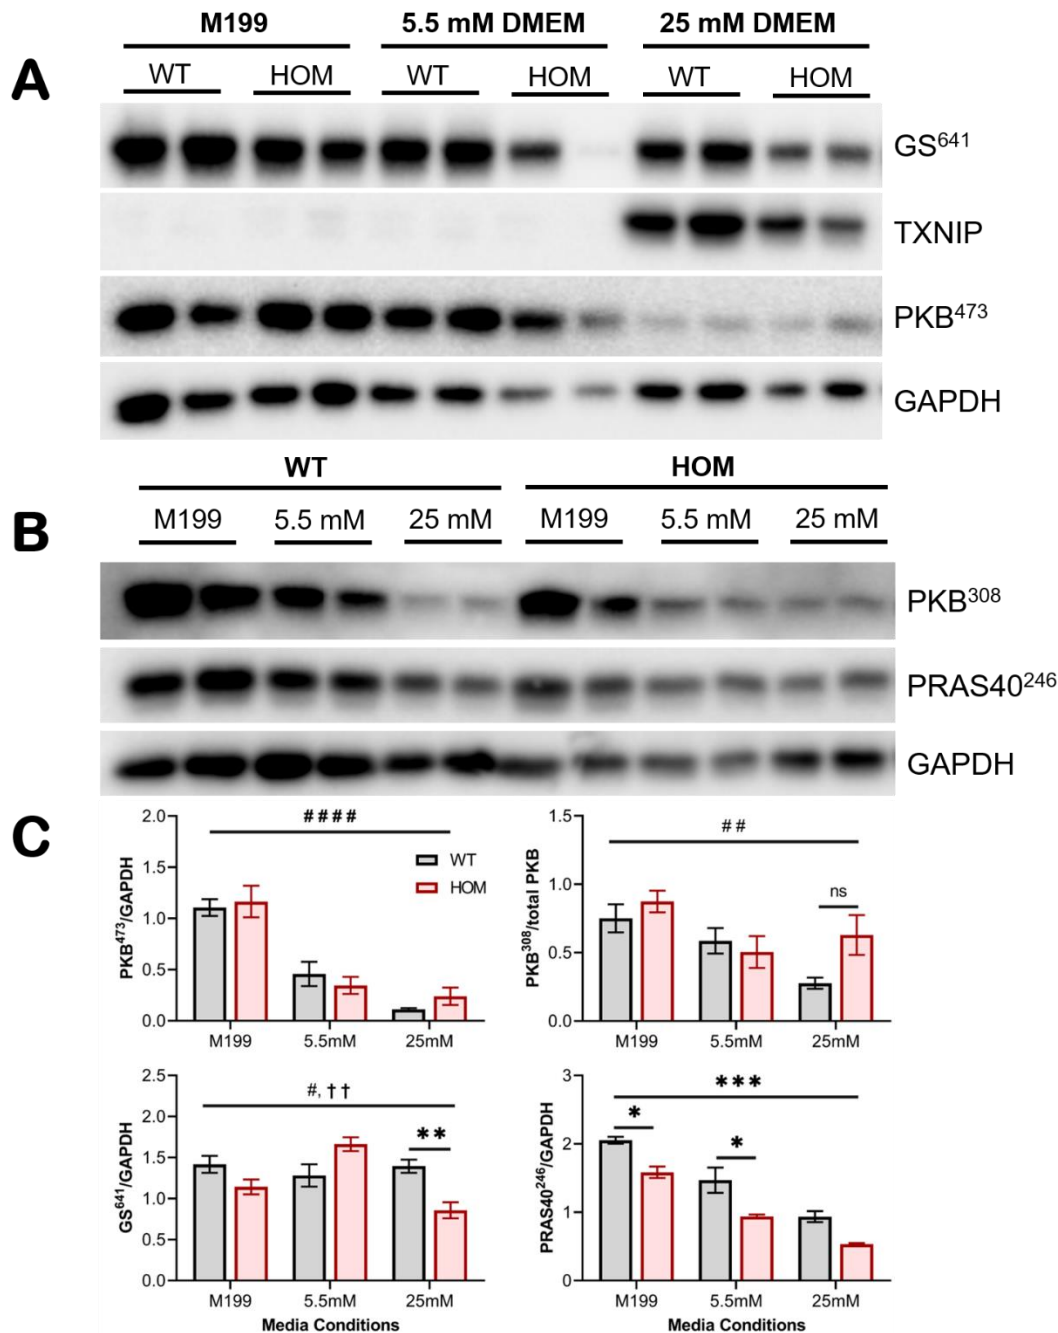 M199 5.5 mM DMEM 25 mM DMEM
A
WT HOM WT HOM WT HOM
GS⁶⁴¹
TXNIP
PKB⁴⁷³
GAPDH
WT HOM
B
M199 5.5 mM 25 mM M199 5.5 mM 25 mM
PKB³⁰⁸
PRAS40²⁴⁶
GAPDH
C
PKB⁴⁷³/GAPDH
2.0
1.5
1.0
0.5
0.0
####
WT
HOM
M199 5.5mM 25mM
PKB³⁰⁸/total PKB
1.5
1.0
0.5
0.0
##
ns
M199 5.5mM 25mM
GS⁶⁴¹/GAPDH
2.5
2.0
1.5
1.0
0.5
0.0
#, ††
**
M199 5.5mM 25mM
Media Conditions
PRAS40²⁴⁶/GAPDH
3
2
1
0
***
*
*
M199 5.5mM 25mM
Media Conditions